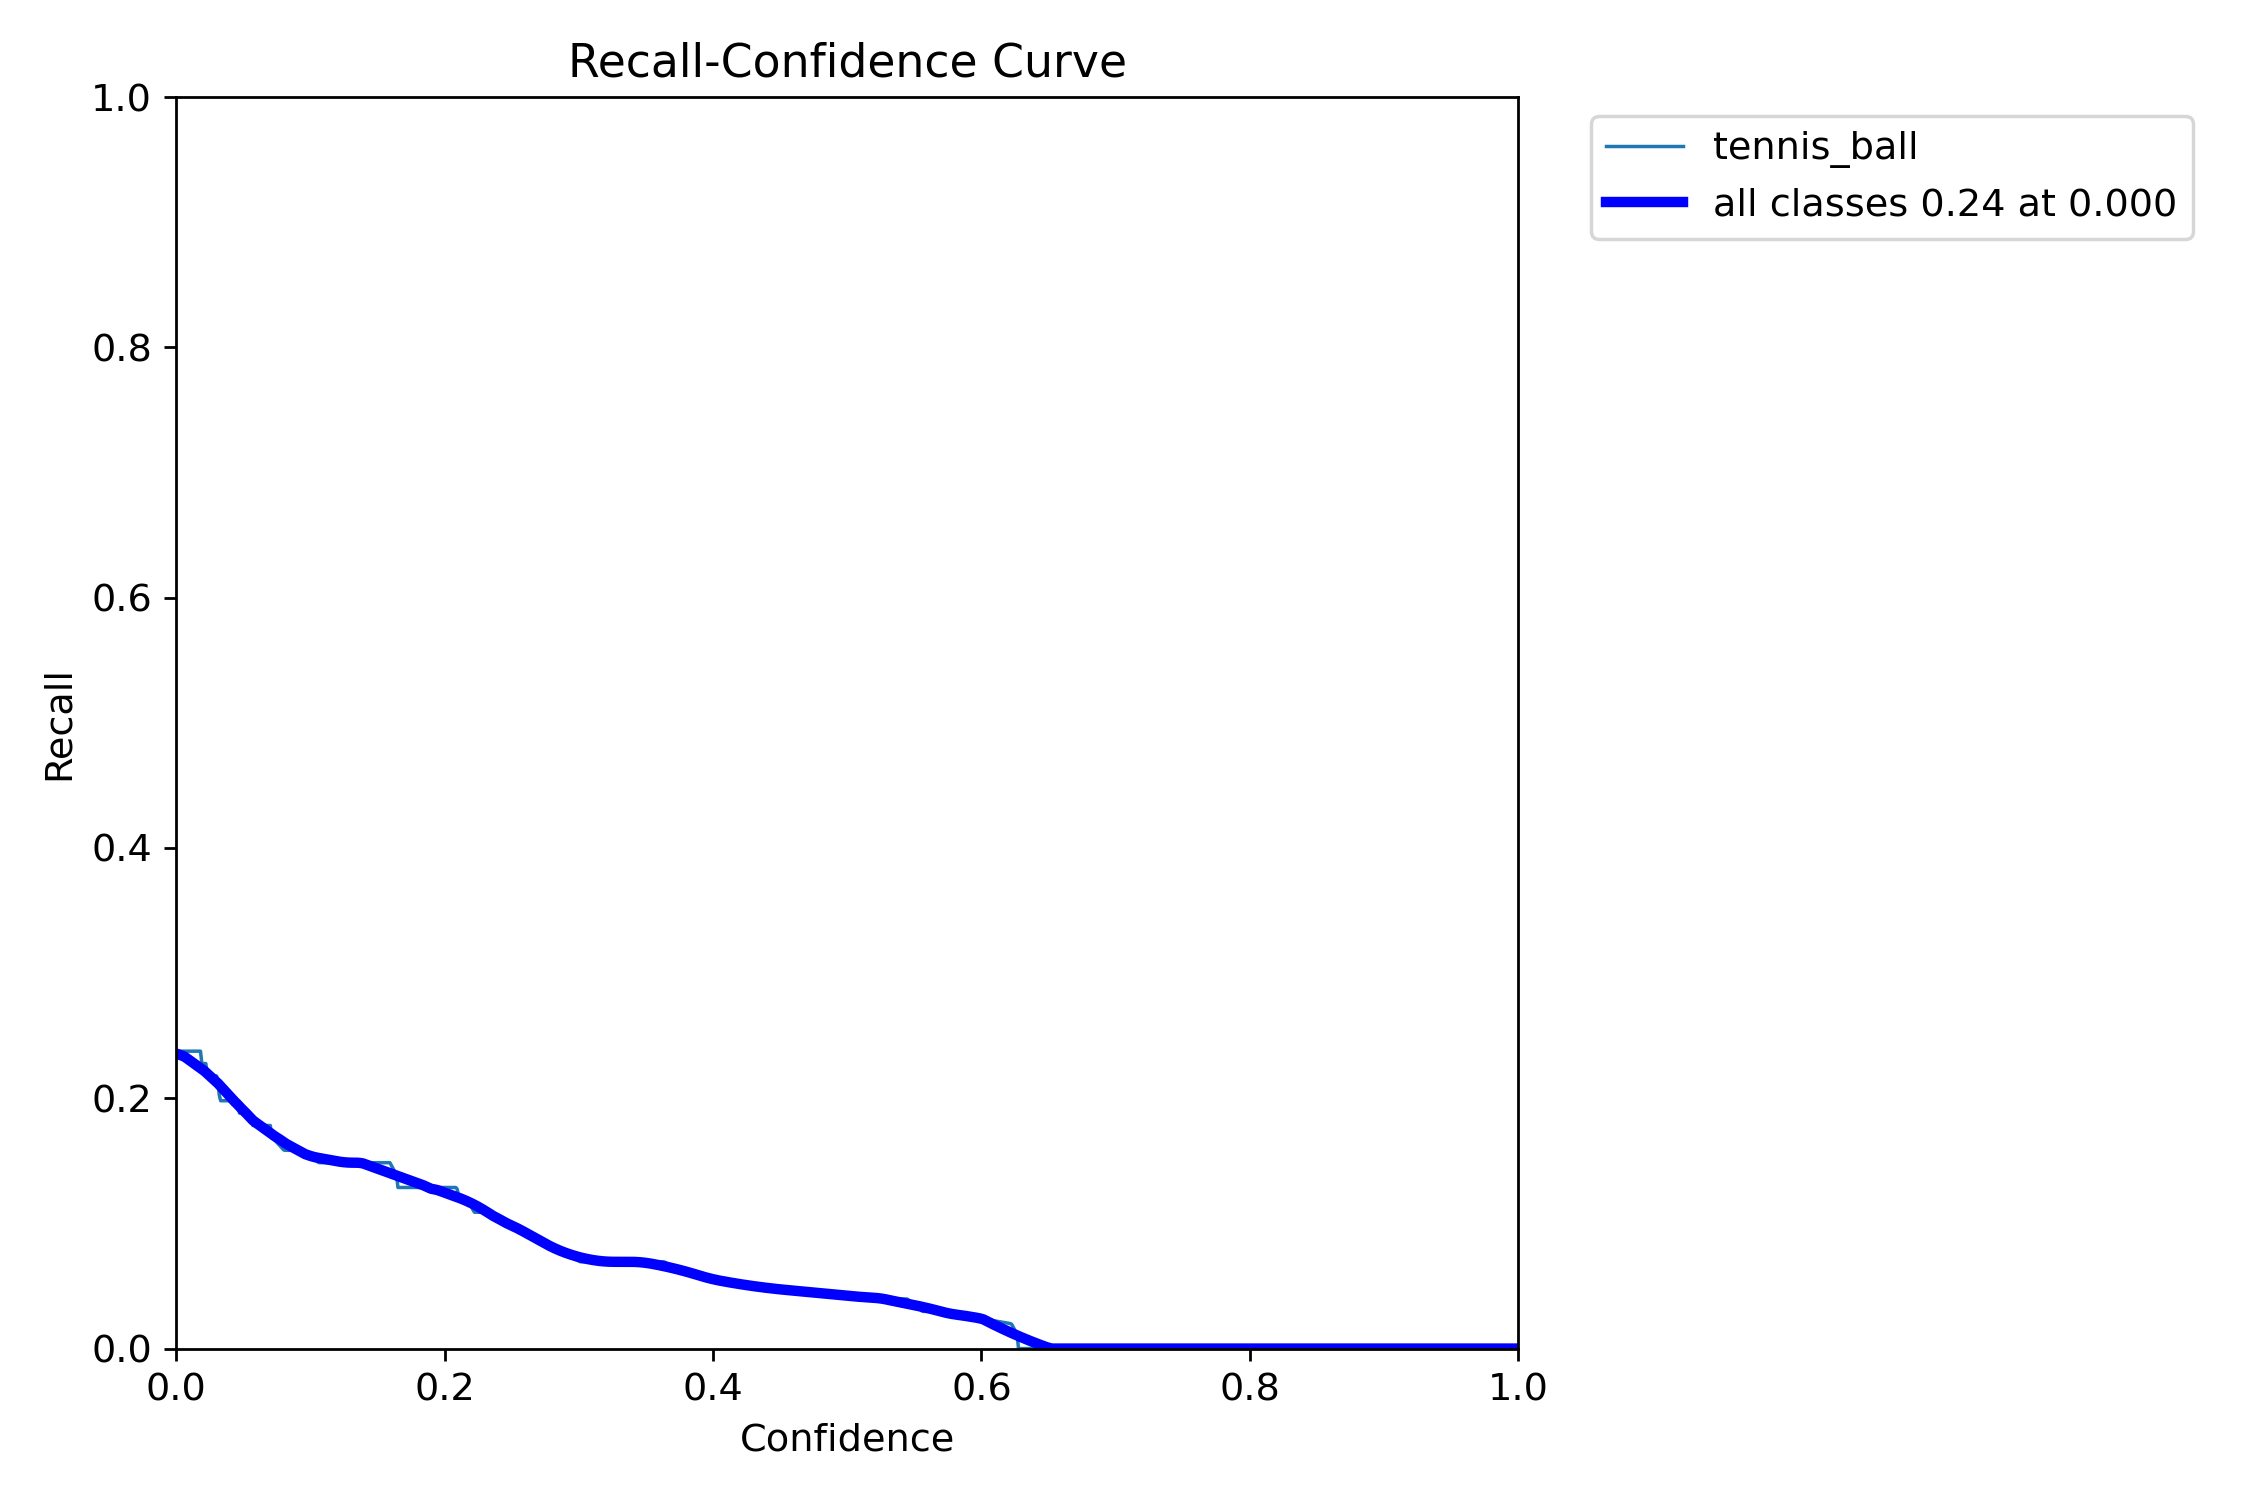 Recall-Confidence Curve
1.0
0.8
0.6
0.4
0.2
0.0
Recall
0.0 0.2 0.4 0.6 0.8 1.0
Confidence
tennis_ball
all classes 0.24 at 0.000